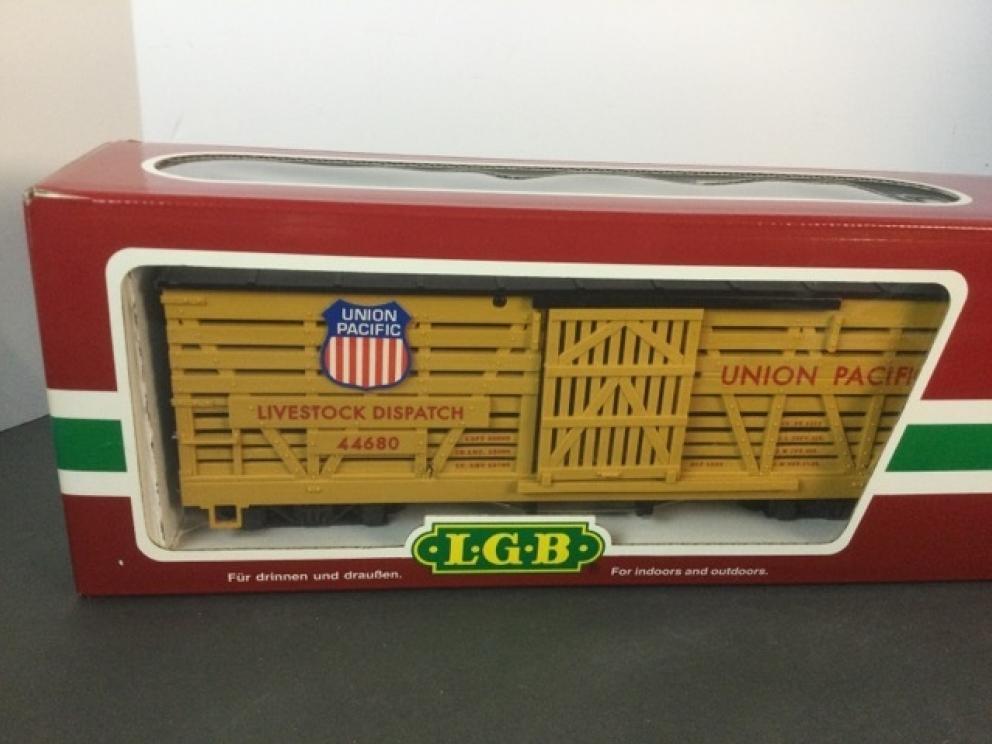 UNION
PACIFIC
LIVESTOCK DISPATCH
44680
UNION PACIFI
L·G·B
Für drinnen und draußen.
For indoors and outdoors.